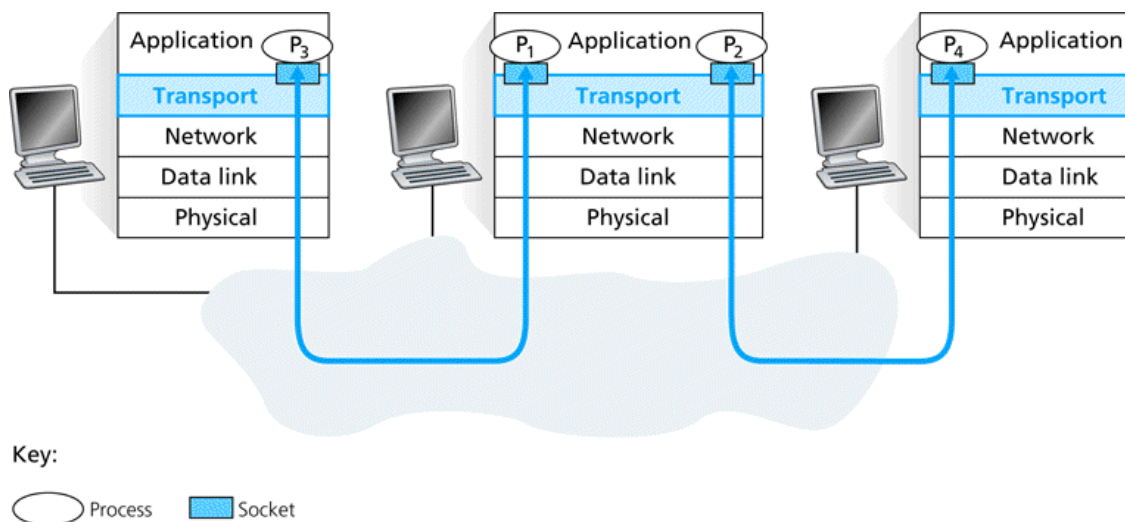 Application P3
P1 Application P2
P4 Application
Transport
Transport
Transport
Network
Network
Network
Data link
Data link
Data link
Physical
Physical
Physical
Key:
Process
Socket